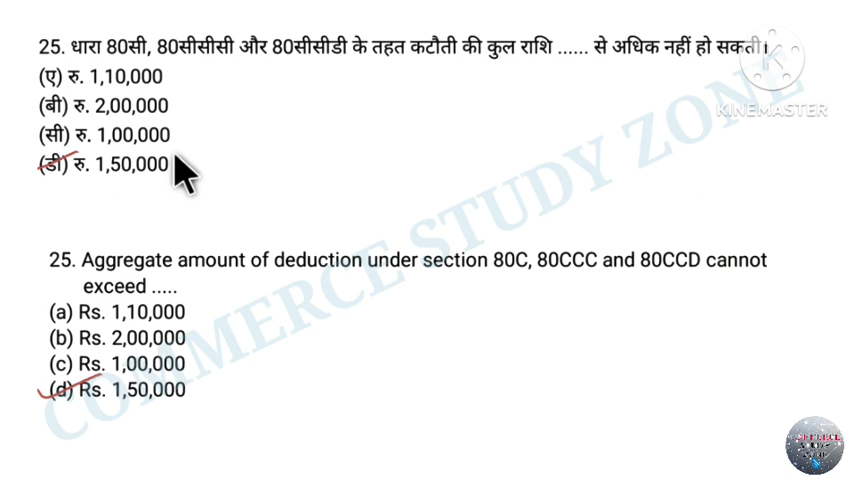 25. धारा 80सी, 80सीसीसी और 80सीसीडी के तहत कटौती की कुल राशि ...... से अधिक नहीं हो सकती।
(ए) रु. 1,10,000
(बी) रु. 2,00,000
(सी) रु. 1,00,000
(डी) रु. 1,50,000
KINEMASTER
COMMERCE STUDY ZONE
25. Aggregate amount of deduction under section 80C, 80CCC and 80CCD cannot
exceed .....
(a) Rs. 1,10,000
(b) Rs. 2,00,000
(c) Rs. 1,00,000
(d) Rs. 1,50,000